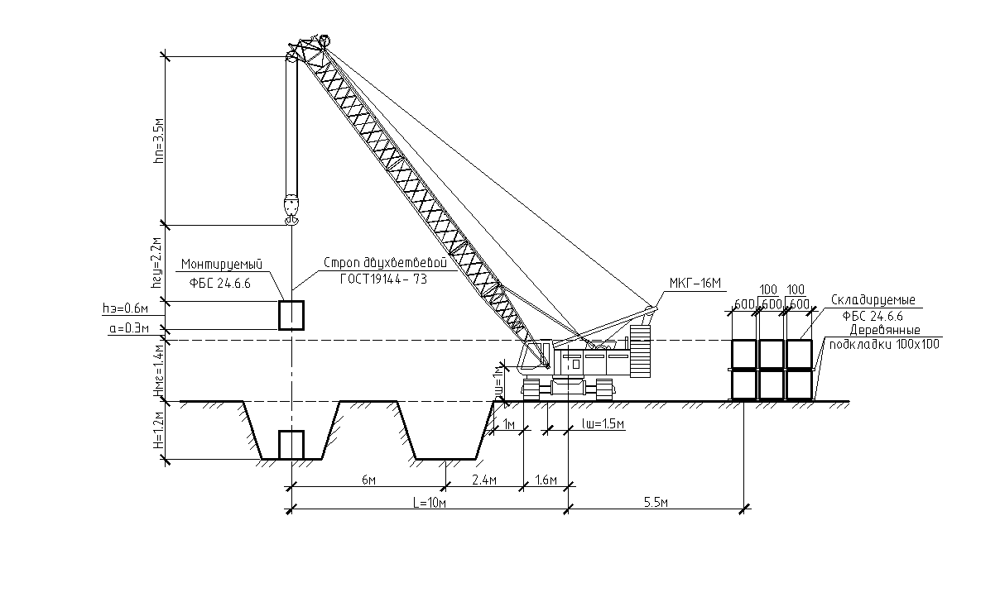 hп=3.5м
hгу=2.2м
hэ=0.6м
а=0.3м
Нмг=1.4м
Н=1.2м
Монтируемый
ФБС 24.6.6
Строп двухветвевой
ГОСТ19144- 73
МКГ-16М
100
100
600
600
600
Складируемые
ФБС 24.6.6
Деревянные
подкладки 100х100
hш=1м
1м
lш=1.5м
6м
2.4м
1.6м
L=10м
5.5м